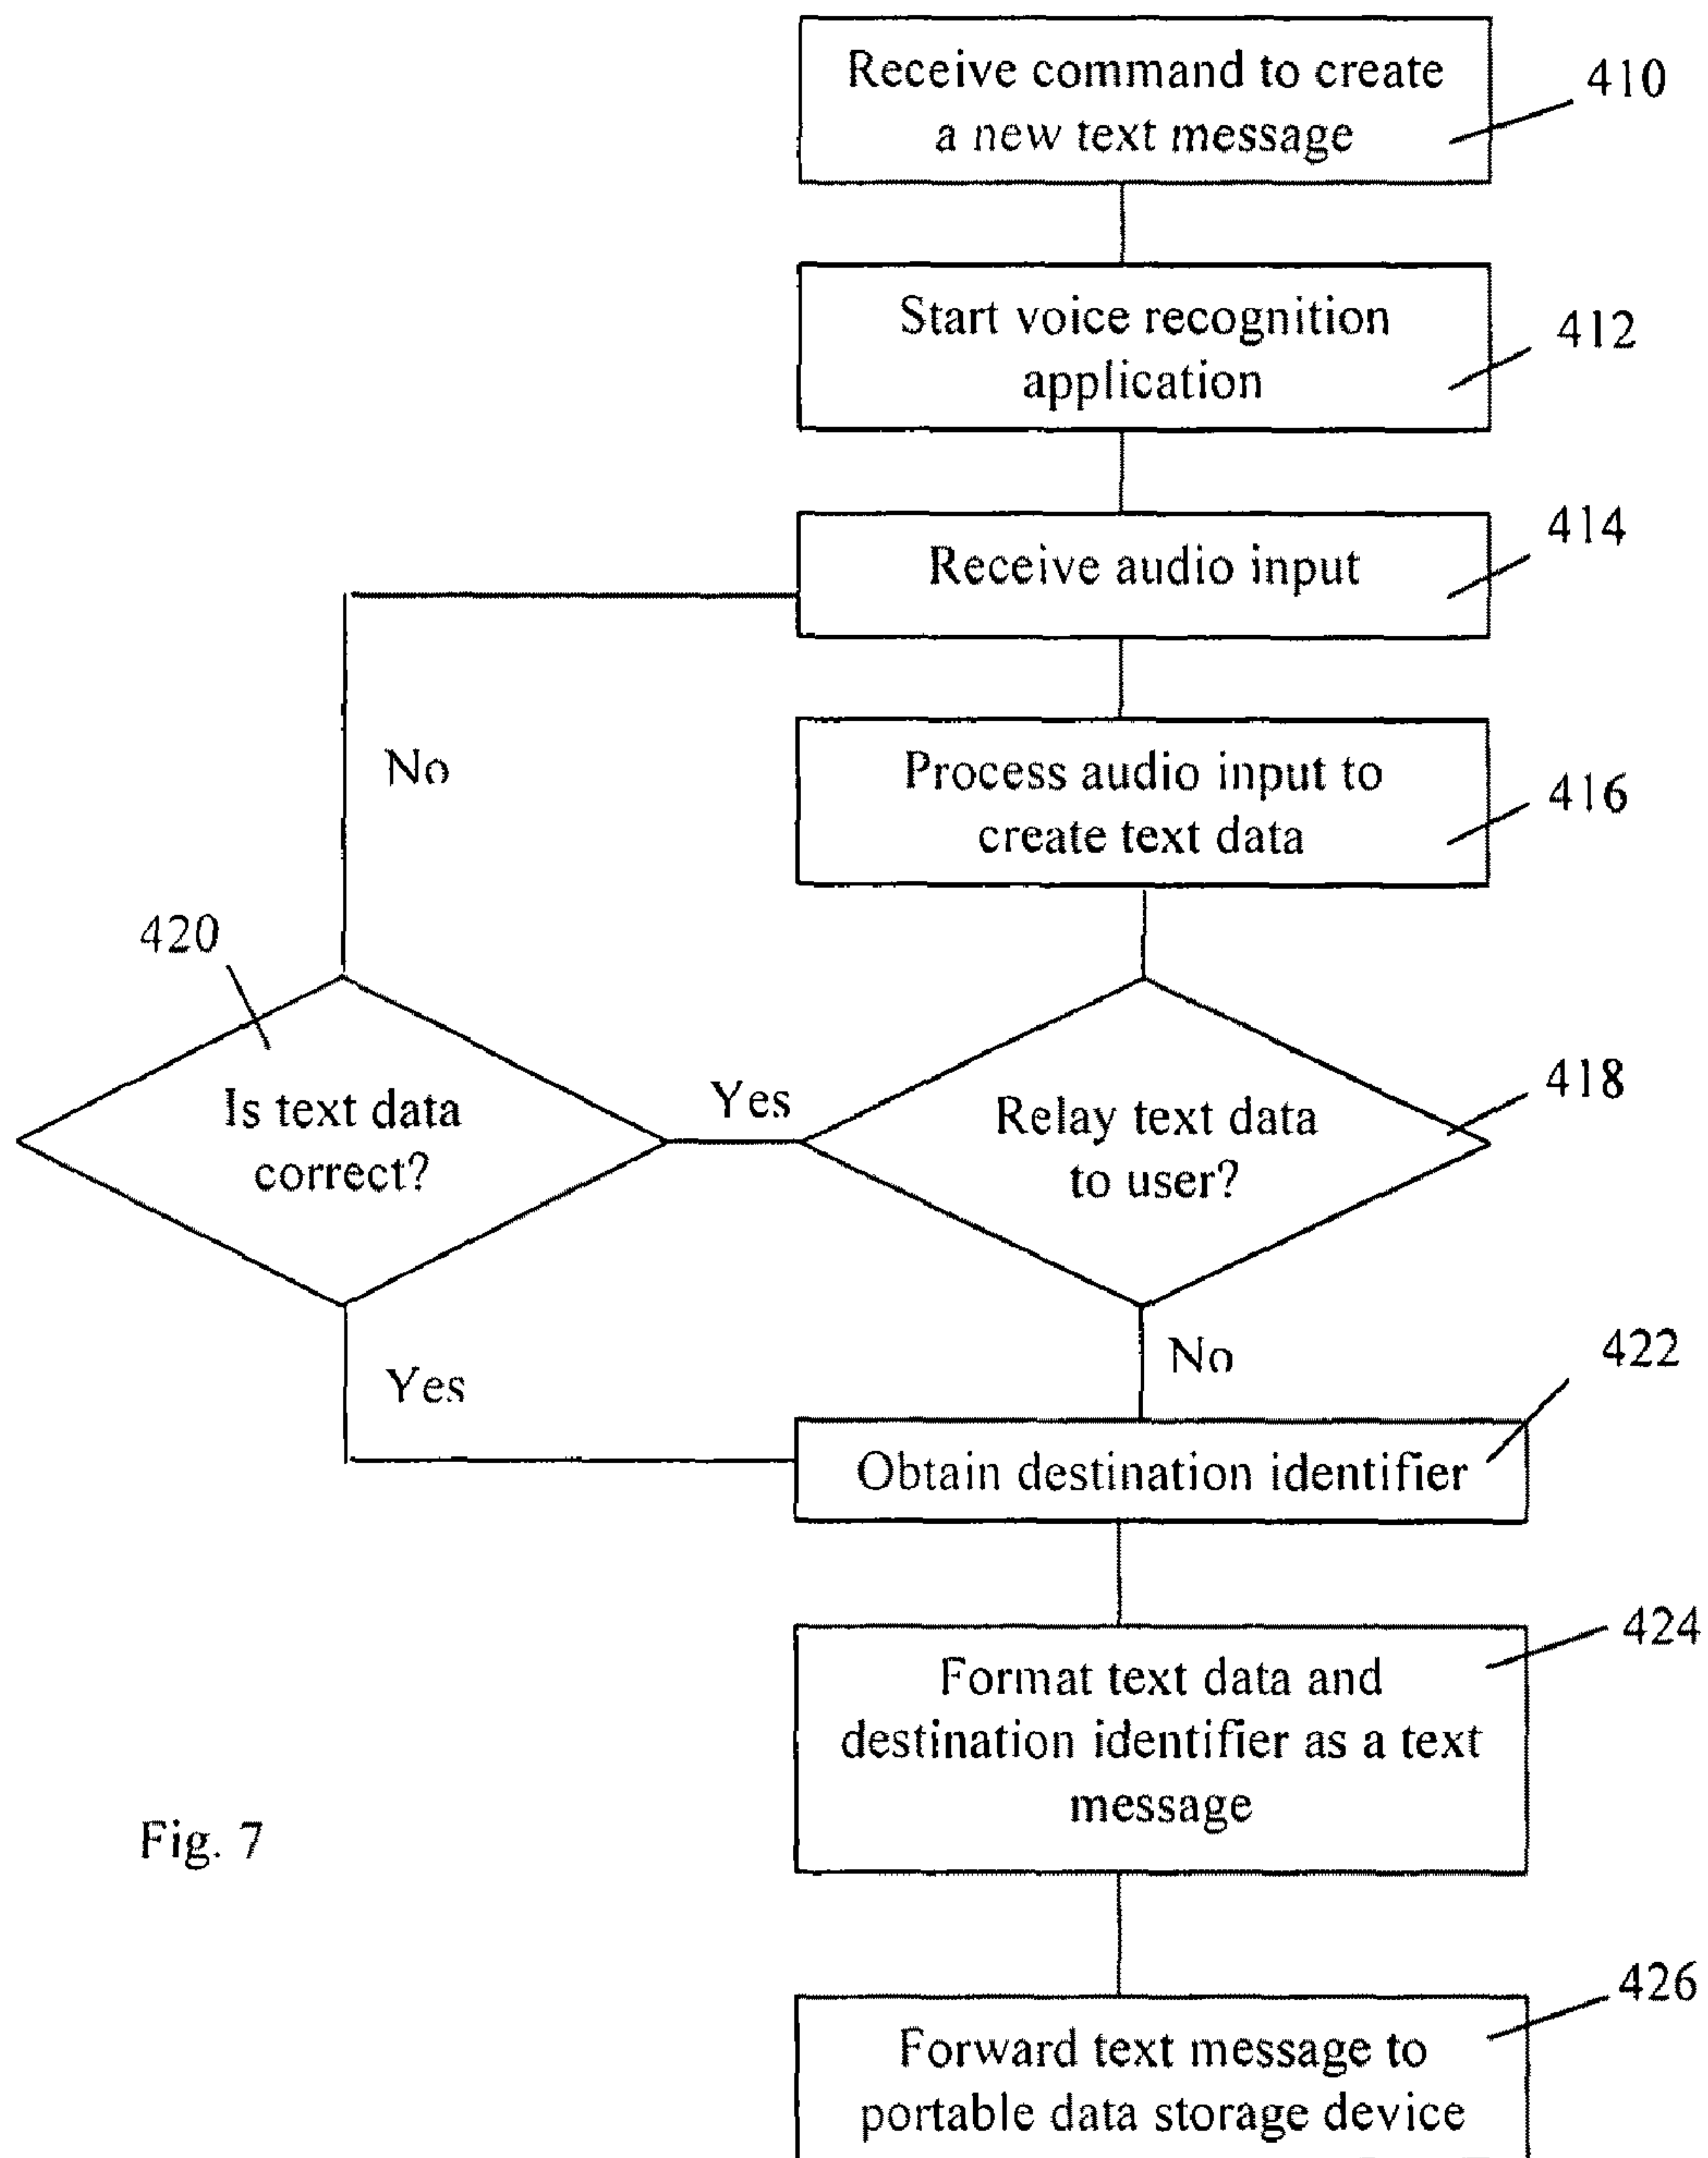 Receive command to create
a new text message
410
Start voice recognition
application
412
Receive audio input
414
No
Process audio input to
create text data
416
420
Is text data
correct?
Yes
Relay text data
to user?
418
Yes
No
Obtain destination identifier
422
Format text data and
destination identifier as a text
message
424
Fig. 7
Forward text message to
portable data storage device
426